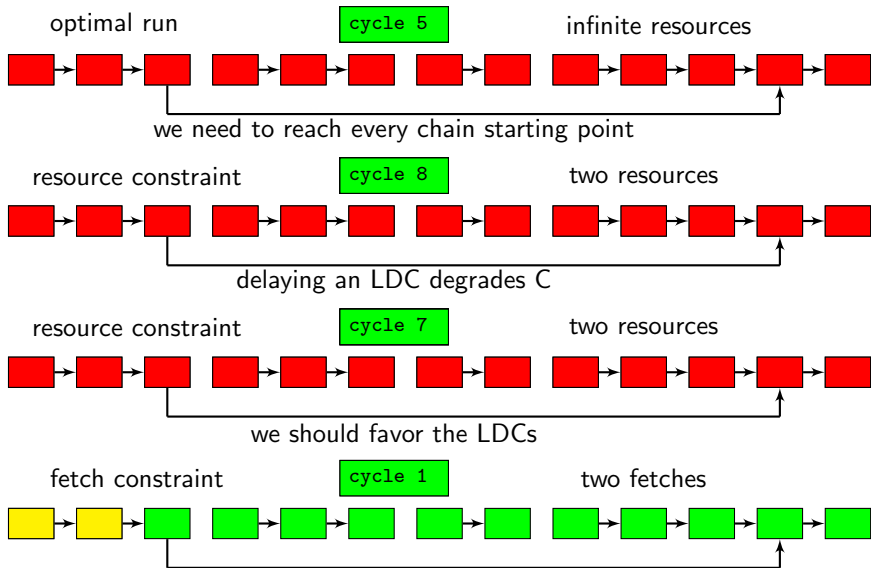 optimal run cycle 5 infinite resources
we need to reach every chain starting point
resource constraint cycle 8 two resources
delaying an LDC degrades C
resource constraint cycle 7 two resources
we should favor the LDCs
fetch constraint cycle 1 two fetches